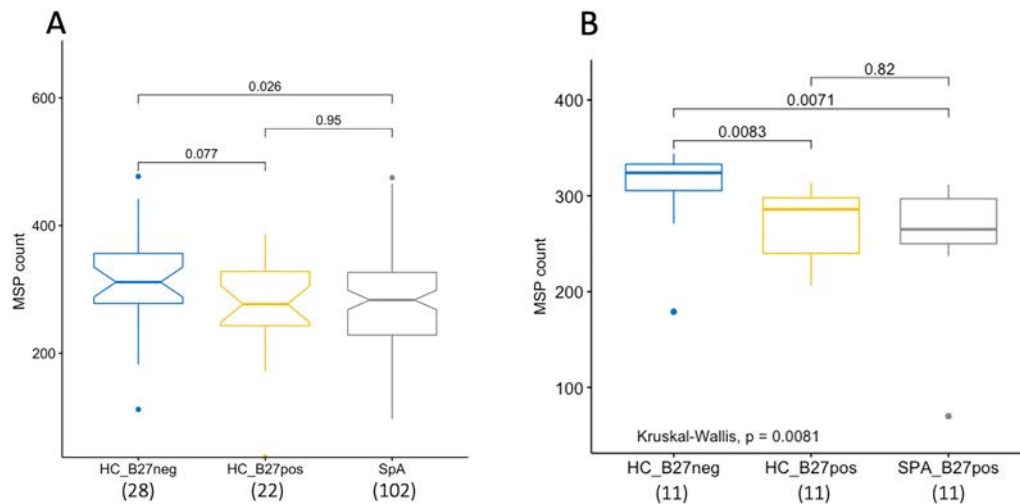 A
600
400
200
MSP count
0.026
0.95
0.077
HC_B27neg
HC_B27pos
SpA
(28)
(22)
(102)
B
400
300
200
100
MSP count
0.82
0.0071
0.0083
Kruskal-Wallis, p = 0.0081
HC_B27neg
HC_B27pos
SPA_B27pos
(11)
(11)
(11)